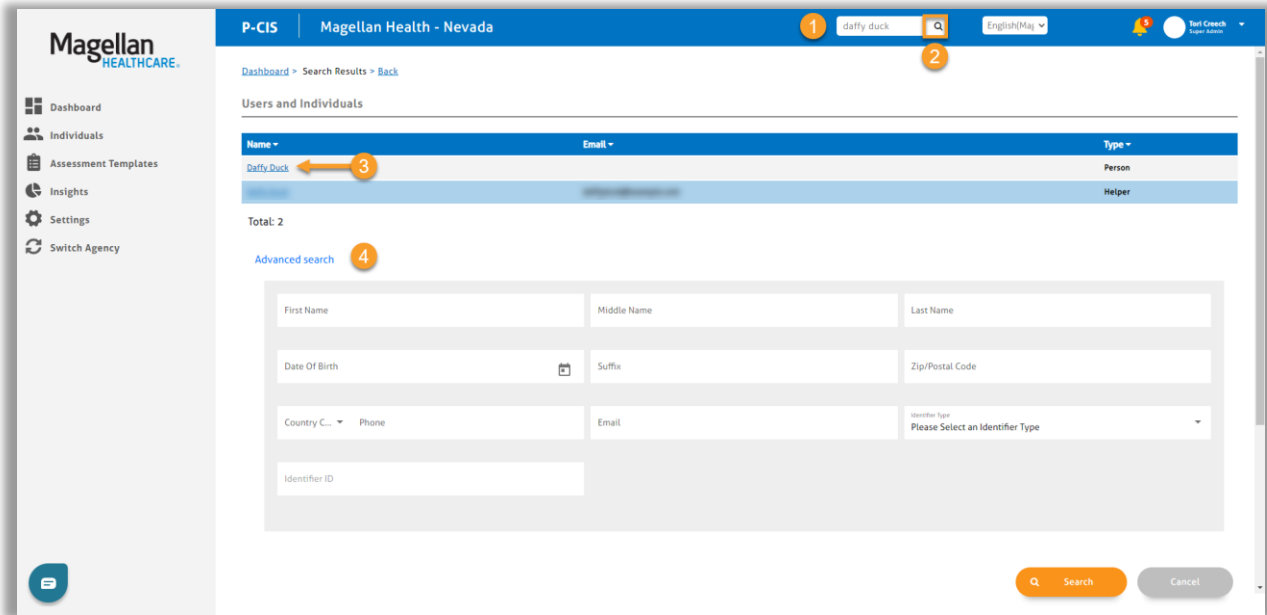 Magellan
HEALTHCARE.
Dashboard
Individuals
Assessment Templates
Insights
Settings
Switch Agency
P-CIS Magellan Health - Nevada 1 daffy duck 2 English(Maj 5 Tori Creech
Super Admin
Dashboard > Search Results > Back
Users and Individuals
Name Email Type
Daffy Duck 3 Person
Helper
Total: 2
Advanced search 4
First Name Middle Name Last Name
Date Of Birth Suffix Zip/Postal Code
Country C... Phone Email Identifier Type
Please Select an Identifier Type
Identifier ID
Search Cancel